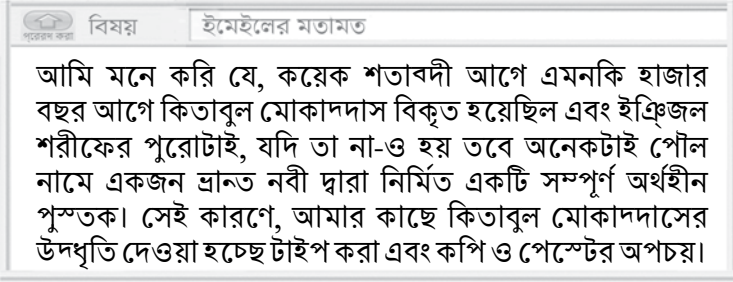 প্রেরণ করা
বিষয়
ইমেইলের মতামত
আমি মনে করি যে, কয়েক শতাব্দী আগে এমনকি হাজার
বছর আগে কিতাবুল মোকাদ্দাস বিকৃত হয়েছিল এবং ইঞ্জিল
শরীফের পুরোটাই, যদি তা না-ও হয় তবে অনেকটাই পৌল
নামে একজন ভ্রান্ত নবী দ্বারা নির্মিত একটি সম্পূর্ণ অর্থহীন
পুস্তক। সেই কারণে, আমার কাছে কিতাবুল মোকাদ্দাসের
উদ্ধৃতি দেওয়া হচ্ছে টাইপ করা এবং কপি ও পেস্টের অপচয়।